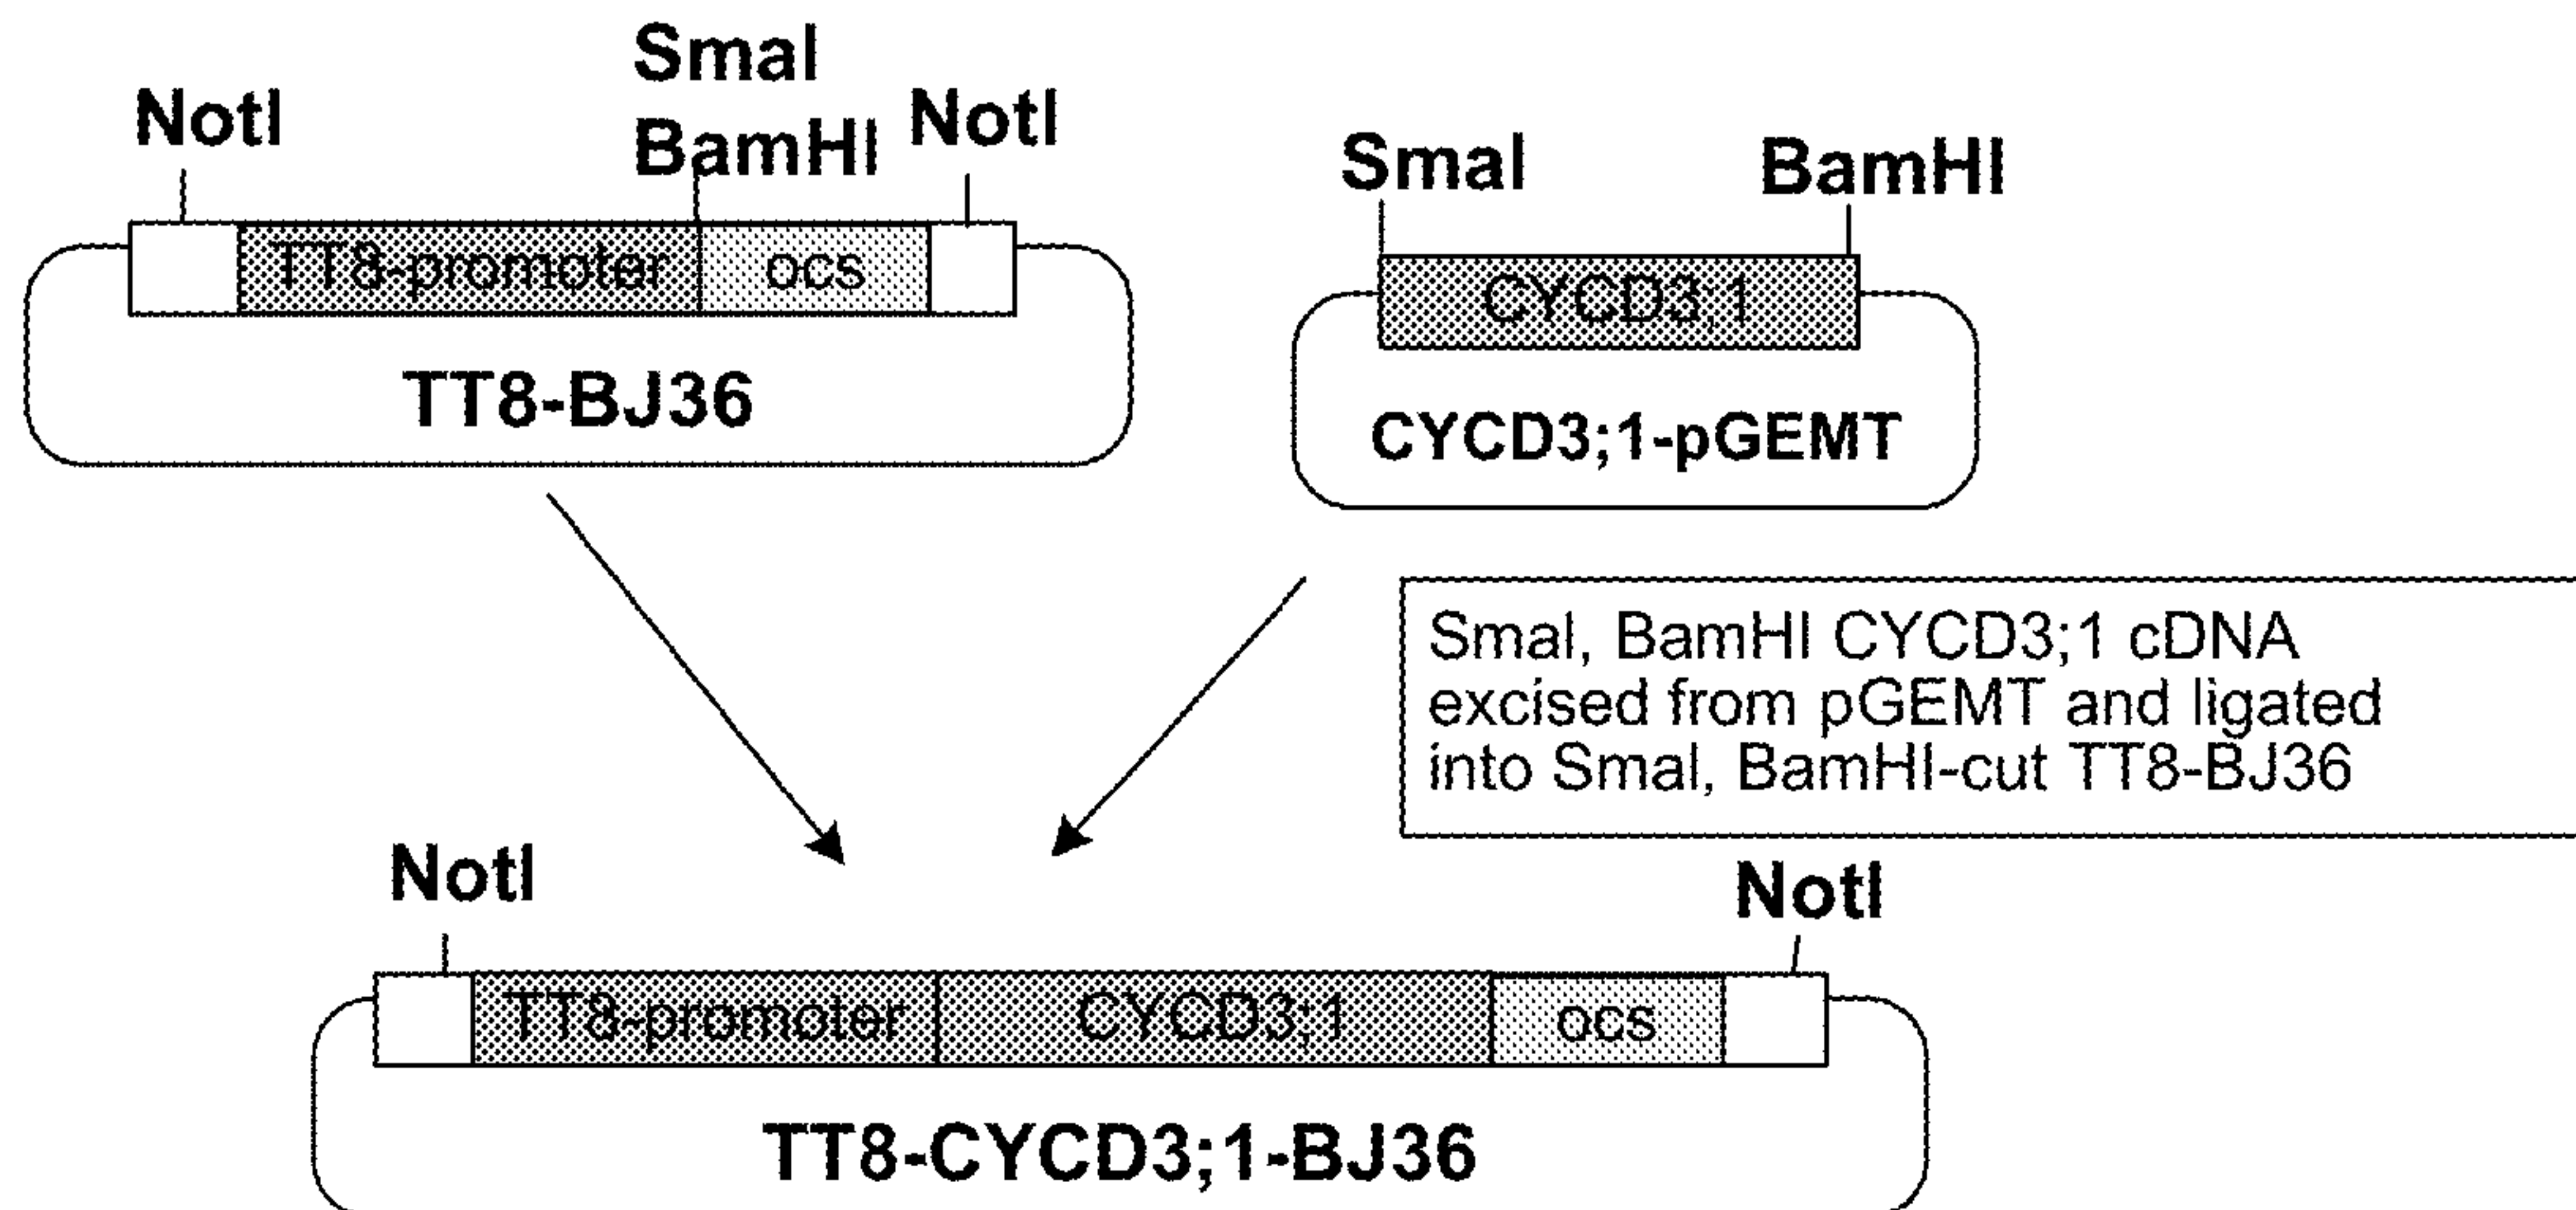 NotI
SmaI
BamHI
NotI
TT8-promoter
ocs
TT8-BJ36
SmaI
BamHI
CYCD3;1
CYCD3;1-pGEMT
SmaI, BamHI CYCD3;1 cDNA
excised from pGEMT and ligated
into SmaI, BamHI-cut TT8-BJ36
NotI
NotI
TT8-promoter
CYCD3;1
ocs
TT8-CYCD3;1-BJ36